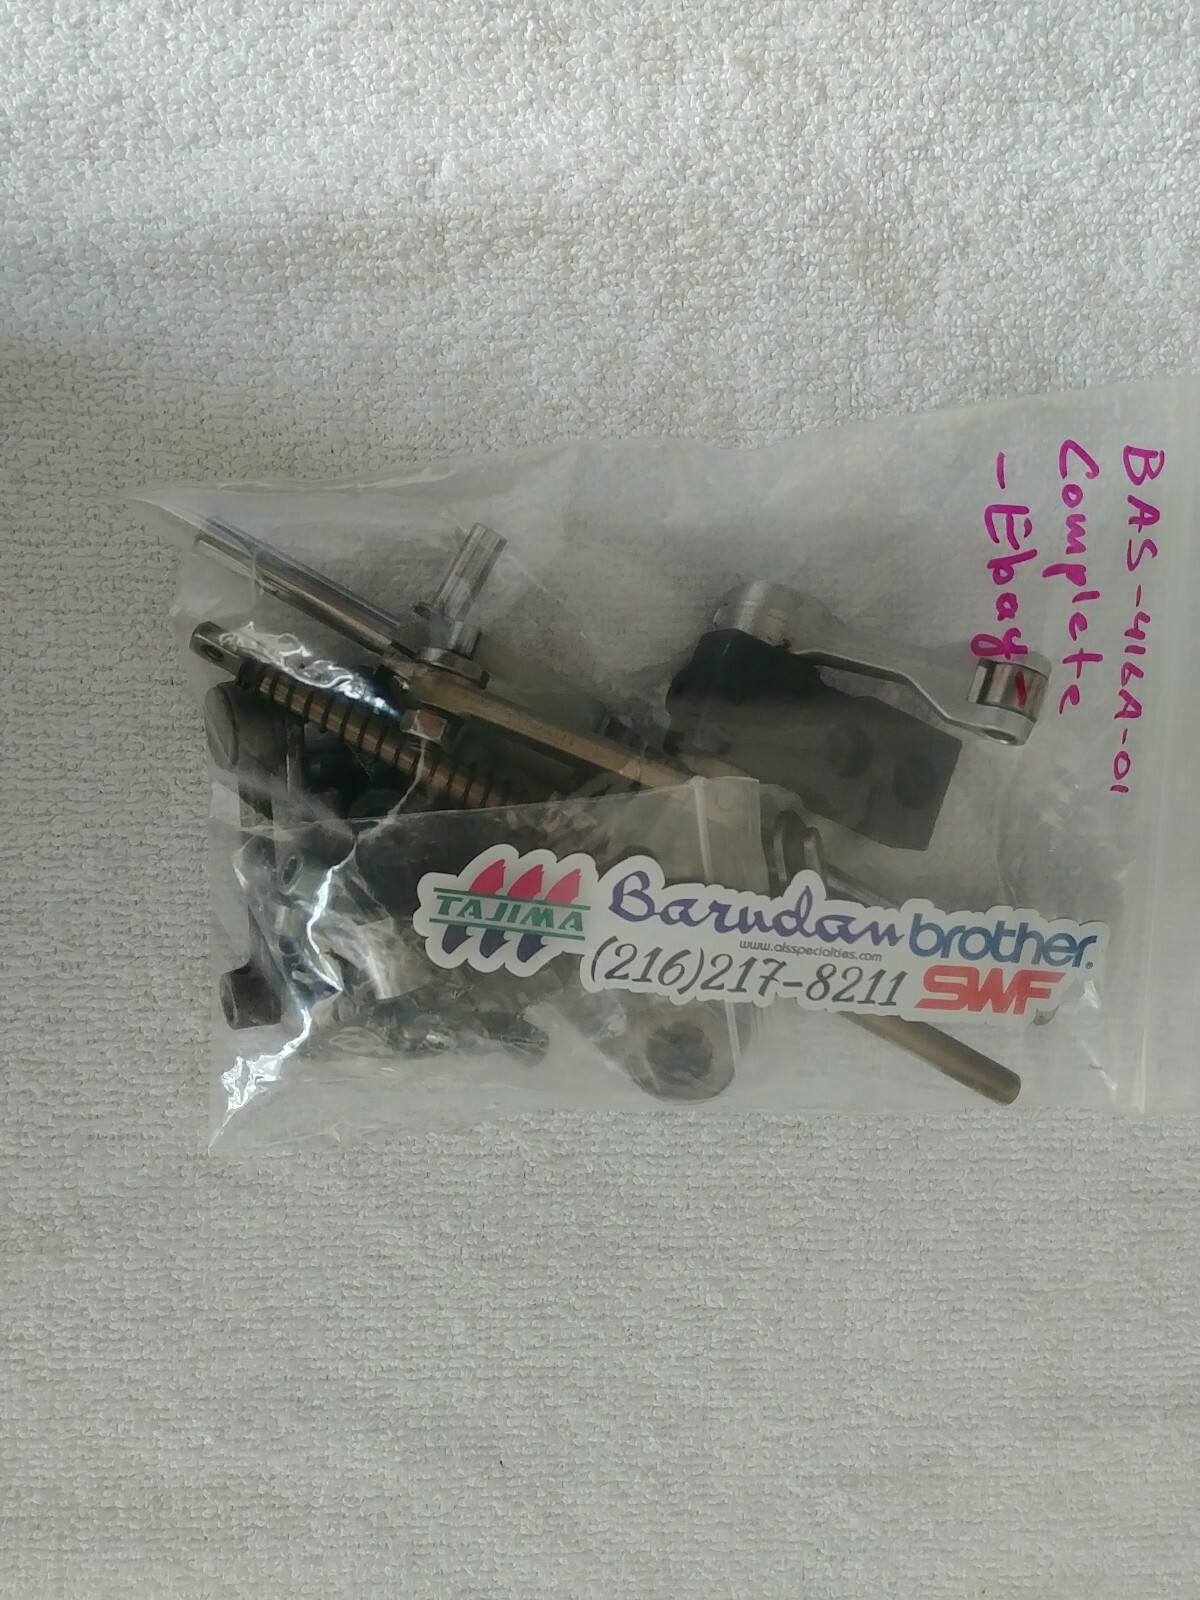 BAS-416A-01
Complete
- Ebay -
TAJIMA Barudan brother.
www.alsspecialties.com
(216)217-8211 SWF